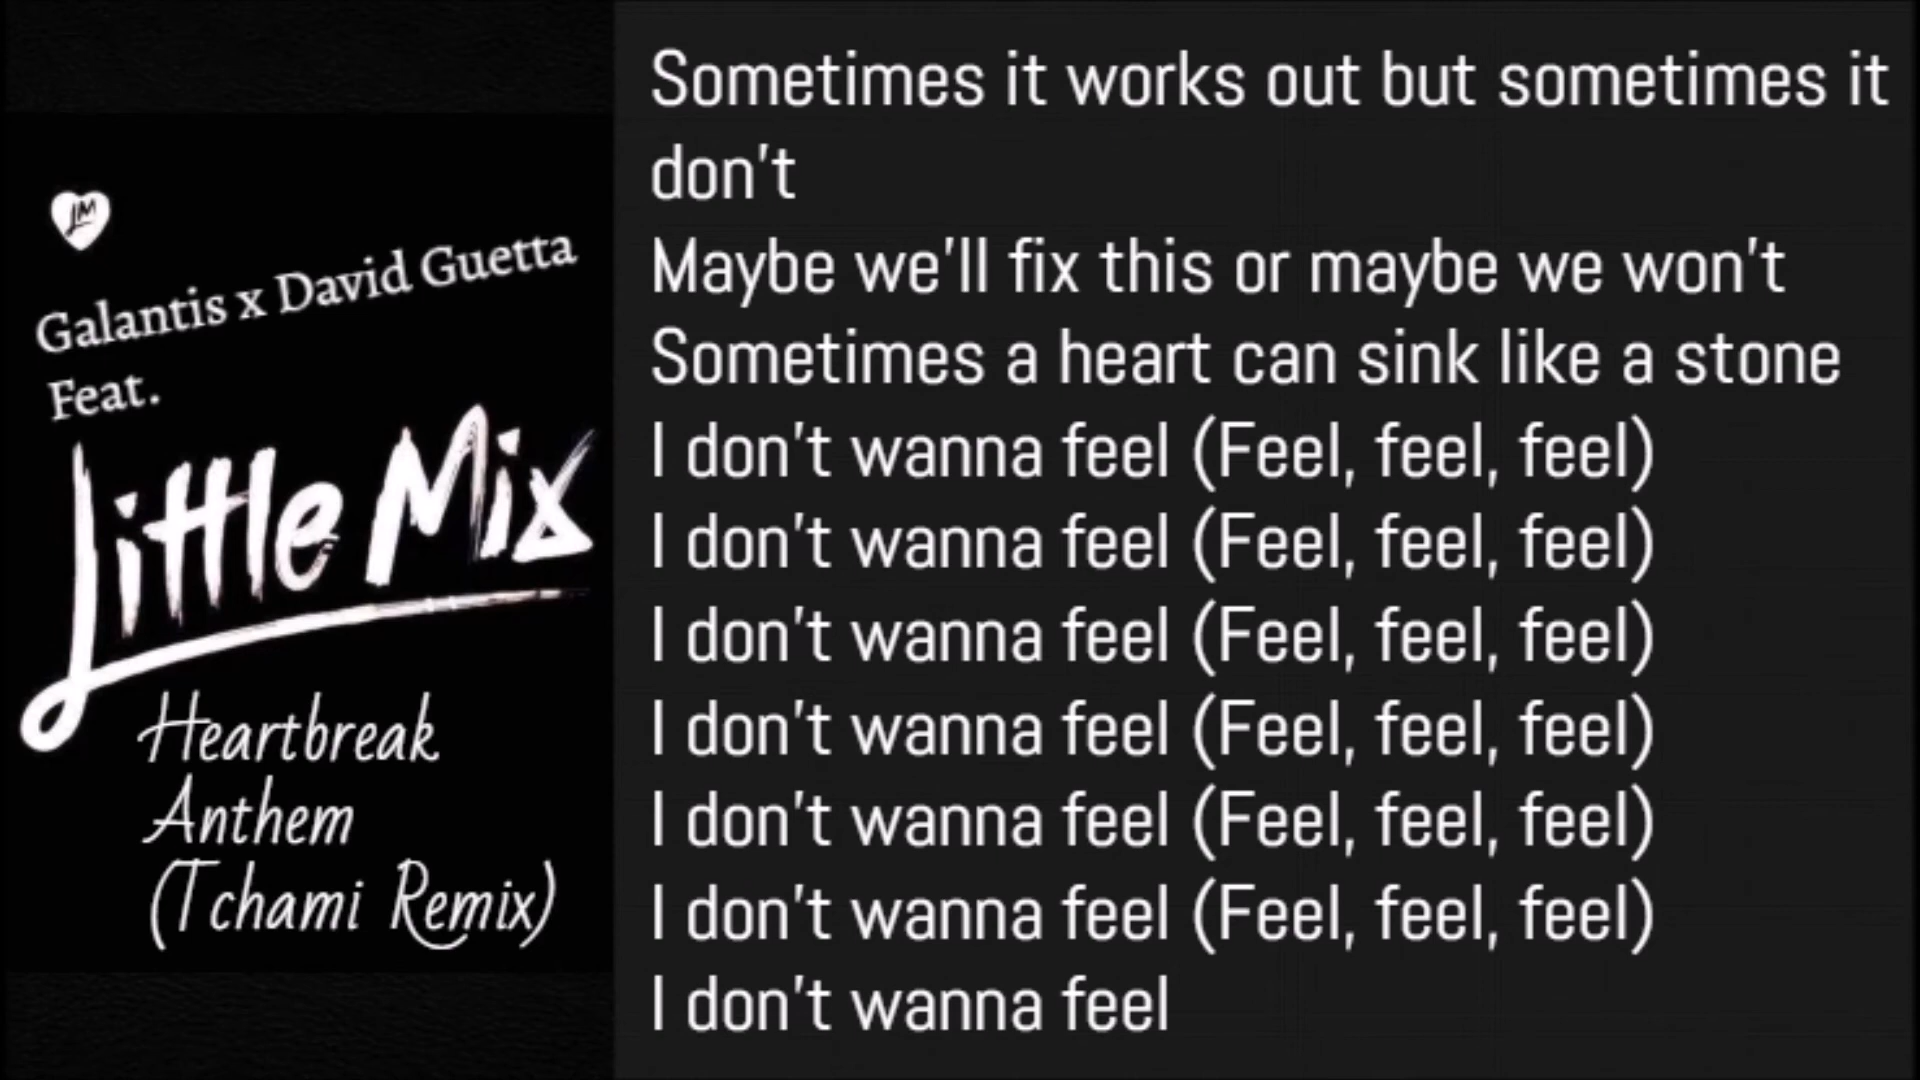 LM
Galantis x David Guetta
Feat.
Little Mix
Heartbreak
Anthem
(Tchami Remix)
Sometimes it works out but sometimes it
don't
Maybe we'll fix this or maybe we won't
Sometimes a heart can sink like a stone
I don't wanna feel (Feel, feel, feel)
I don't wanna feel (Feel, feel, feel)
I don't wanna feel (Feel, feel, feel)
I don't wanna feel (Feel, feel, feel)
I don't wanna feel (Feel, feel, feel)
I don't wanna feel (Feel, feel, feel)
I don't wanna feel